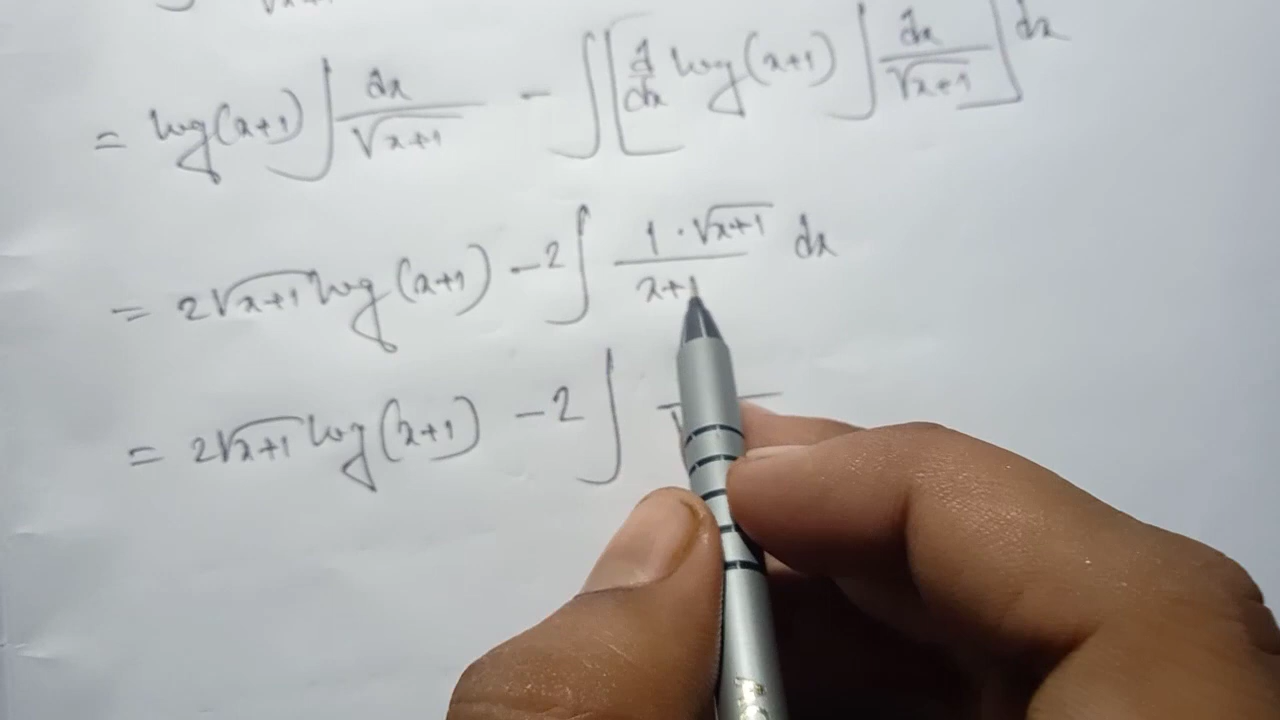 √x+1
= log(x+1) ∫ dx/√x+1 - ∫ [d/dx log(x+1) ∫ dx/√x+1] dx
= 2√x+1 log(x+1) - 2 ∫ 1·√x+1/x+1 dx
= 2√x+1 log(x+1) - 2 ∫